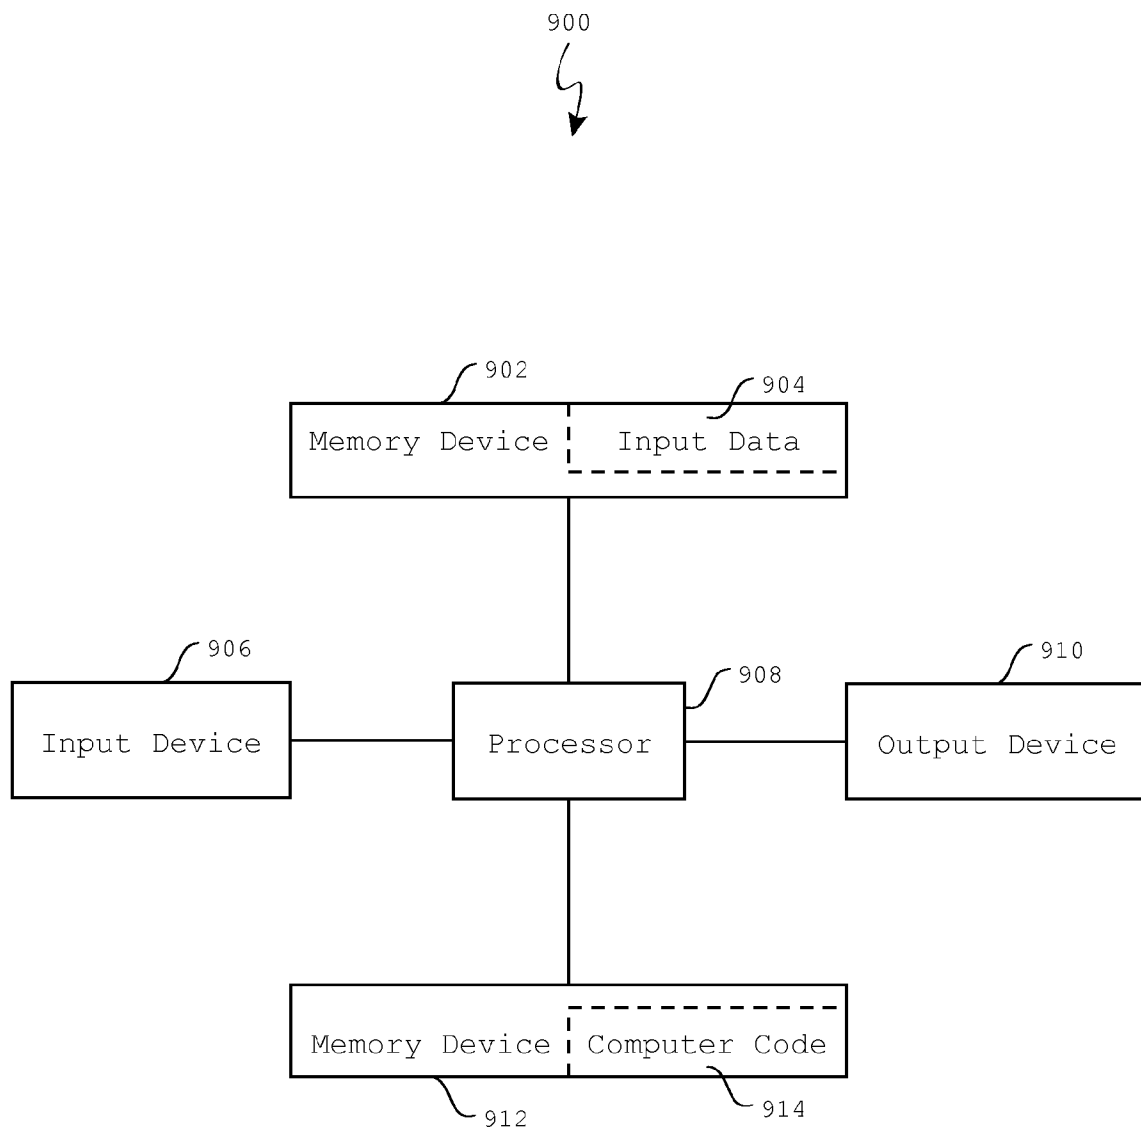 900
902
904
Memory Device
Input Data
906
908
910
Input Device
Processor
Output Device
Memory Device
Computer Code
912
914